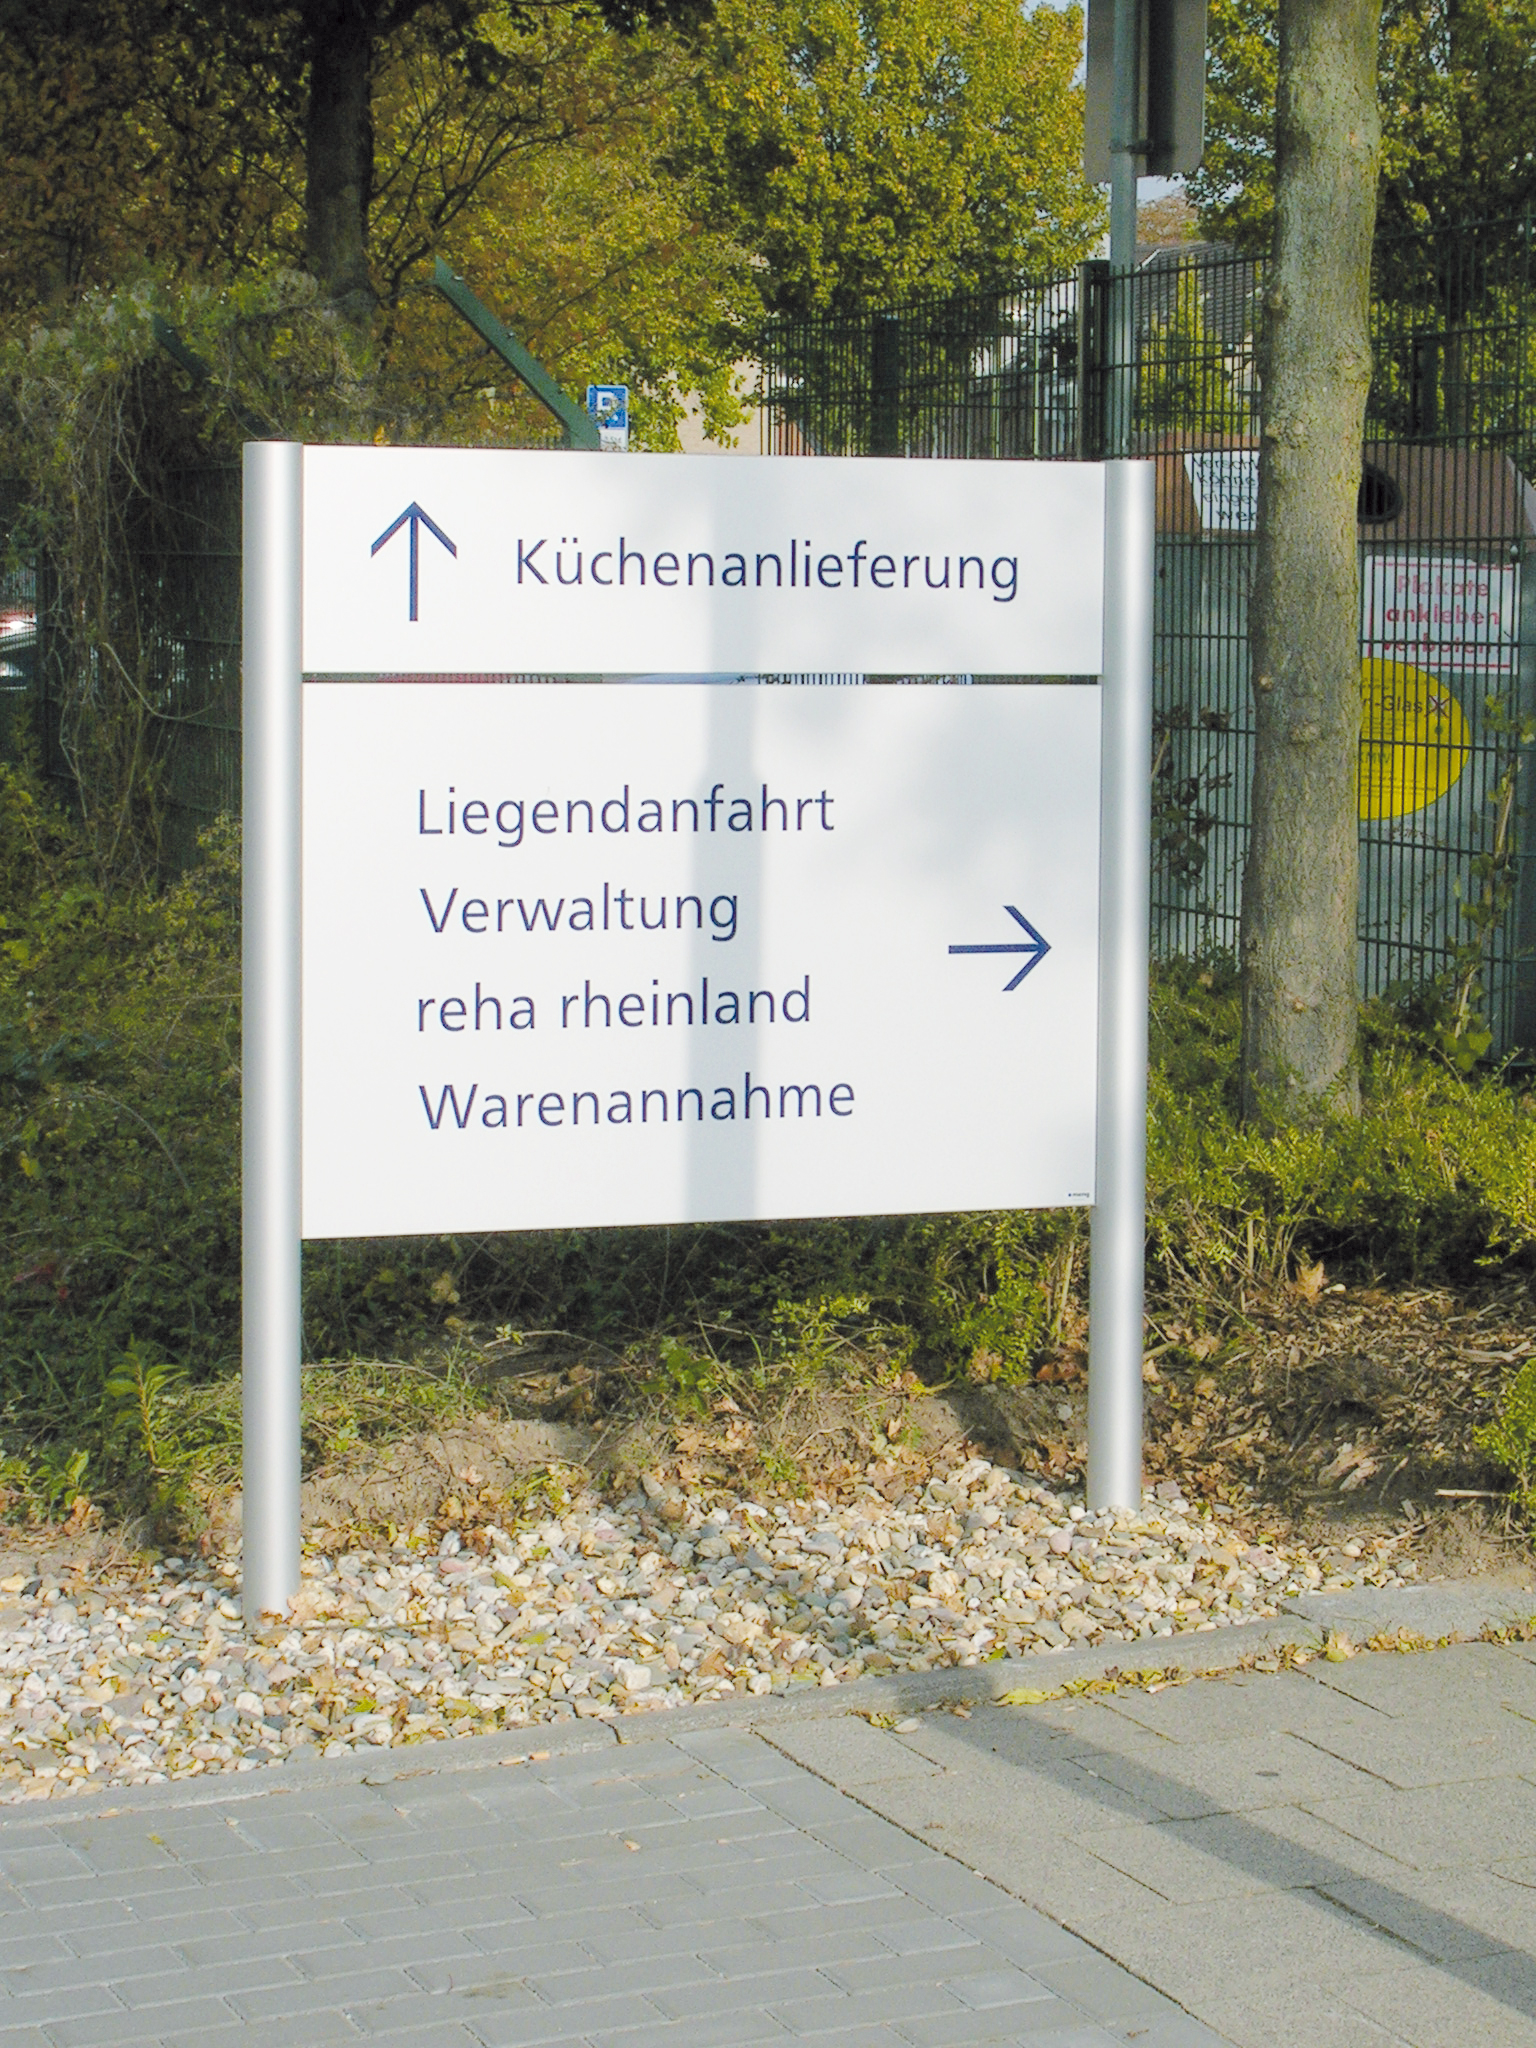 P
Küchenanlieferung
Liegendanfahrt
Verwaltung
reha rheinland
Warenannahme
Plakate
ankleben
verboten